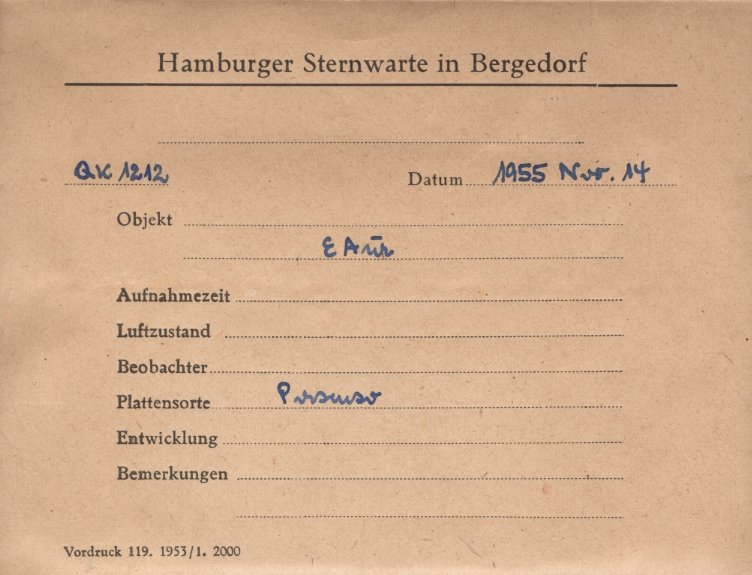 Hamburger Sternwarte in Bergedorf
QK 1212 Datum 1955 Nov. 14
Objekt
ε Aur
Aufnahmezeit
Luftzustand
Beobachter
Plattensorte
Entwicklung
Bemerkungen
Vordruck 119. 1953/1. 2000